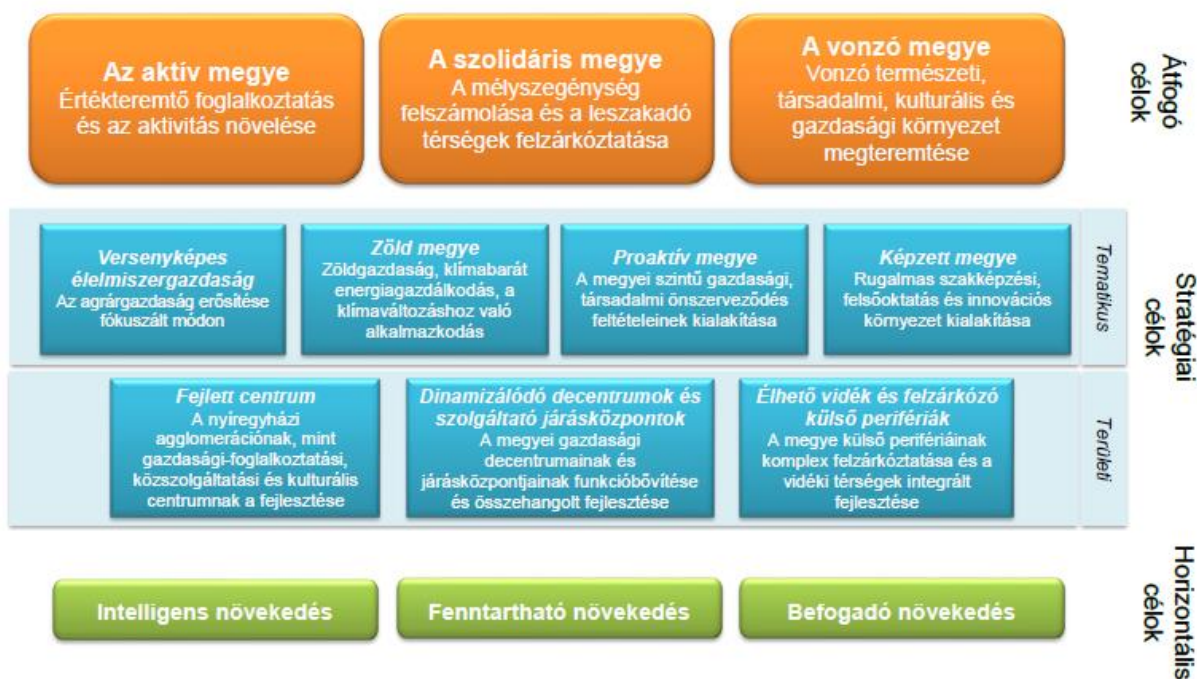 Az aktív megye
Értékteremtő foglalkoztatás
és az aktivitás növelése
A szolidáris megye
A mélyszegénység
felszámolása és a leszakadó
térségek felzárkóztatása
A vonzó megye
Vonzó természeti,
társadalmi, kulturális és
gazdasági környezet
megteremtése
Átfogó
célok
Versenyképes
élelmiszergazdaság
Az agrárgazdaság erősítése
fókuszált módon
Zöld megye
Zöldgazdaság, klímabarát
energiagazdálkodás, a
klímaváltozáshoz való
alkalmazkodás
Proaktív megye
A megyei szintű gazdasági,
társadalmi önszerveződés
feltételeinek kialakítása
Képzett megye
Rugalmas szakképzési,
felsőoktatás és innovációs
környezet kialakítása
Tematikus
Stratégiai
célok
Fejlett centrum
A nyíregyházi
agglomerációnak, mint
gazdasági-foglalkoztatási,
közszolgáltatási és kulturális
centrumnak a fejlesztése
Dinamizálódó decentrumok és
szolgáltató járásközpontok
A megyei gazdasági
decentrumainak és
járásközpontjainak funkcióbővítése
és összehangolt fejlesztése
Élhető vidék és felzárkózó
külső perifériák
A megye külső perifériáinak
komplex felzárkóztatása és a
vidéki térségek integrált
fejlesztése
Területi
Intelligens növekedés
Fenntartható növekedés
Befogadó növekedés
Horizontális
célok